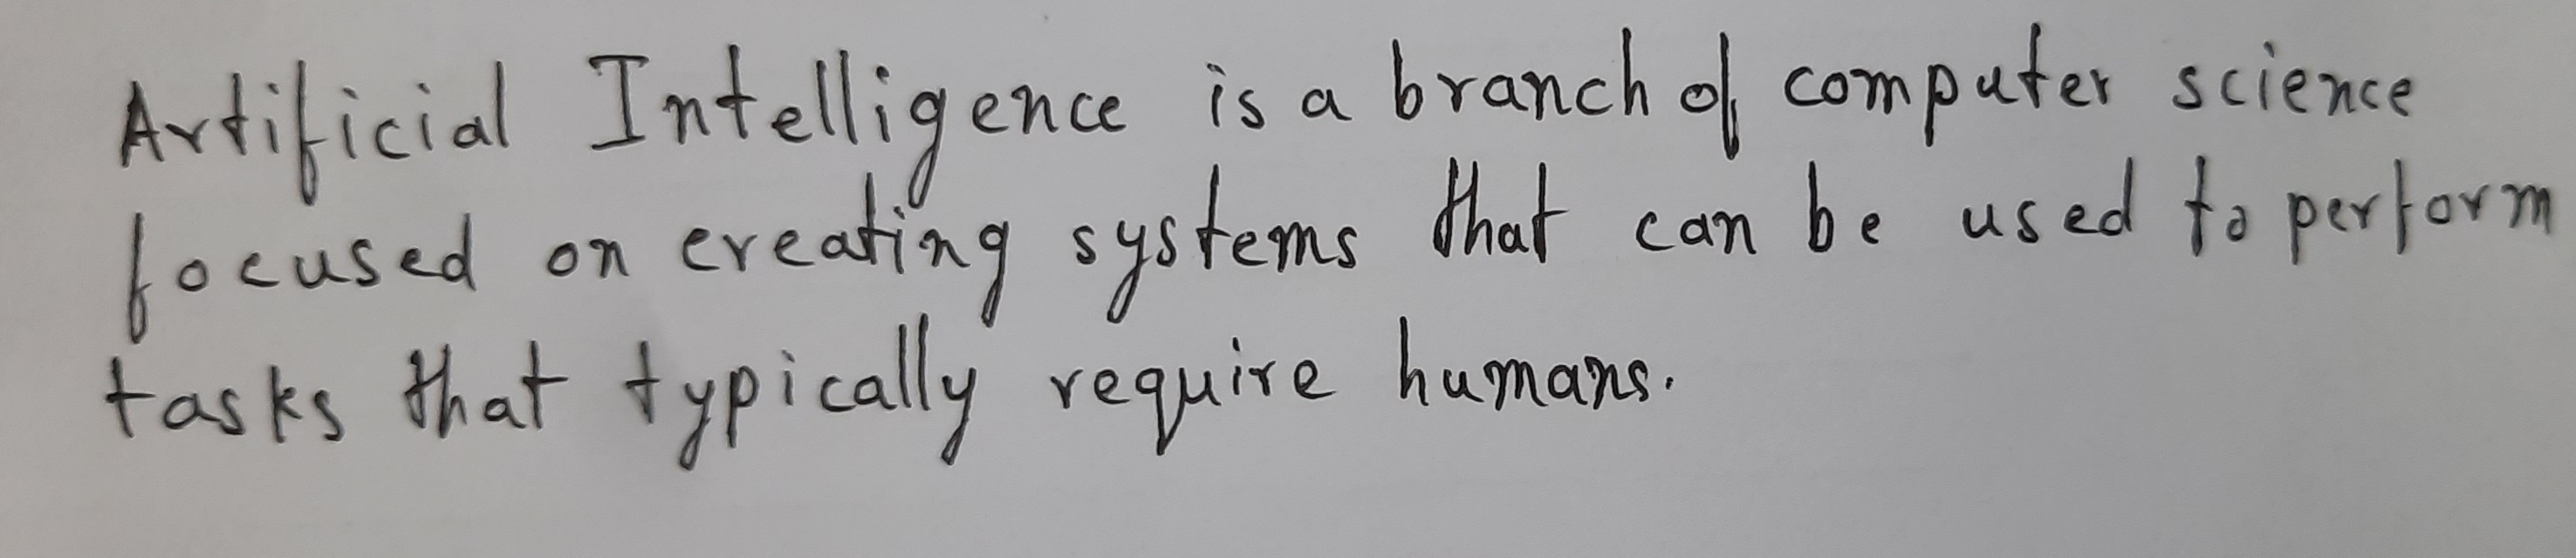 Artificial Intelligence is a branch of computer science
focused on creating systems that can be used to perform
tasks that typically require humans.